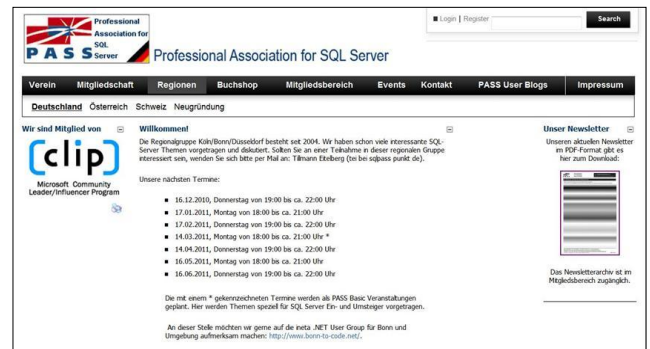 Professional
Association for
SQL
Server
PASS
Professional Association for SQL Server
Login | Register
Search
Verein Mitgliedschaft Regionen Buchshop Mitgliedsbereich Events Kontakt PASS User Blogs Impressum
Deutschland Österreich Schweiz Neugründung
Wir sind Mitglied von
clip
Microsoft Community
Leader/Influencer Program
Willkommen!
Die Regionalgruppe Köln/Bonn/Düsseldorf besteht seit 2004. Wir haben schon viele interessante SQL-
Server Themen vorgetragen und diskutiert. Sollten Sie an einer Teilnahme in dieser regionalen Gruppe
interessiert sein, wenden Sie sich bitte per Mail an: Tilmann Eitelberg (tei bei sqlpass punkt de).
Unsere nächsten Termine:
16.12.2010, Donnerstag von 19:00 bis ca. 22:00 Uhr
17.01.2011, Montag von 18:00 bis ca. 21:00 Uhr
17.02.2011, Donnerstag von 19:00 bis ca. 22:00 Uhr
14.03.2011, Montag von 18:00 bis ca. 21:00 Uhr *
14.04.2011, Donnerstag von 19:00 bis ca. 22:00 Uhr
16.05.2011, Montag von 18:00 bis ca. 21:00 Uhr
16.06.2011, Donnerstag von 19:00 bis ca. 22:00 Uhr
Die mit einem * gekennzeichneten Termine werden als PASS Basic Veranstaltungen
geplant. Hier werden Themen speziell für SQL Server Ein- und Umsteiger vorgetragen.
An dieser Stelle möchten wir gerne auf die ineta .NET User Group für Bonn und
Umgebung aufmerksam machen: http://www.bonn-to-code.net/.
Unser Newsletter
Unseren aktuellen Newsletter
im PDF-Format gibt es
hier zum Download:
Das Newsletterarchiv ist im
Mitgliedsbereich zugänglich.